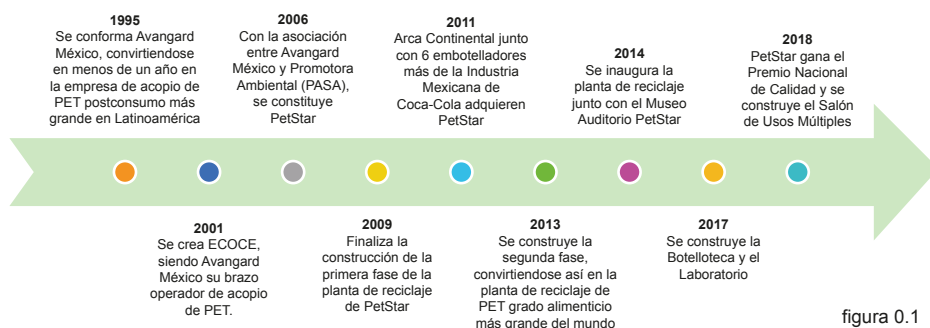 1995
Se conforma Avangard
México, convirtiendose
en menos de un año en
la empresa de acopio de
PET postconsumo más
grande en Latinoamérica
2001
Se crea ECOCE,
siendo Avangard
México su brazo
operador de acopio
de PET.
2006
Con la asociación
entre Avangard
México y Promotora
Ambiental (PASA),
se constituye
PetStar
2009
Finaliza la
construcción de la
primera fase de la
planta de reciclaje
de PetStar
2011
Arca Continental junto
con 6 embotelladores
más de la Industria
Mexicana de
Coca-Cola adquieren
PetStar
2013
Se construye la
segunda fase,
convirtiendose así en la
planta de reciclaje de
PET grado alimenticio
más grande del mundo
2014
Se inaugura la
planta de reciclaje
junto con el Museo
Auditorio PetStar
2017
Se construye la
Botelloteca y el
Laboratorio
2018
PetStar gana el
Premio Nacional
de Calidad y se
construye el Salón
de Usos Múltiples
figura 0.1